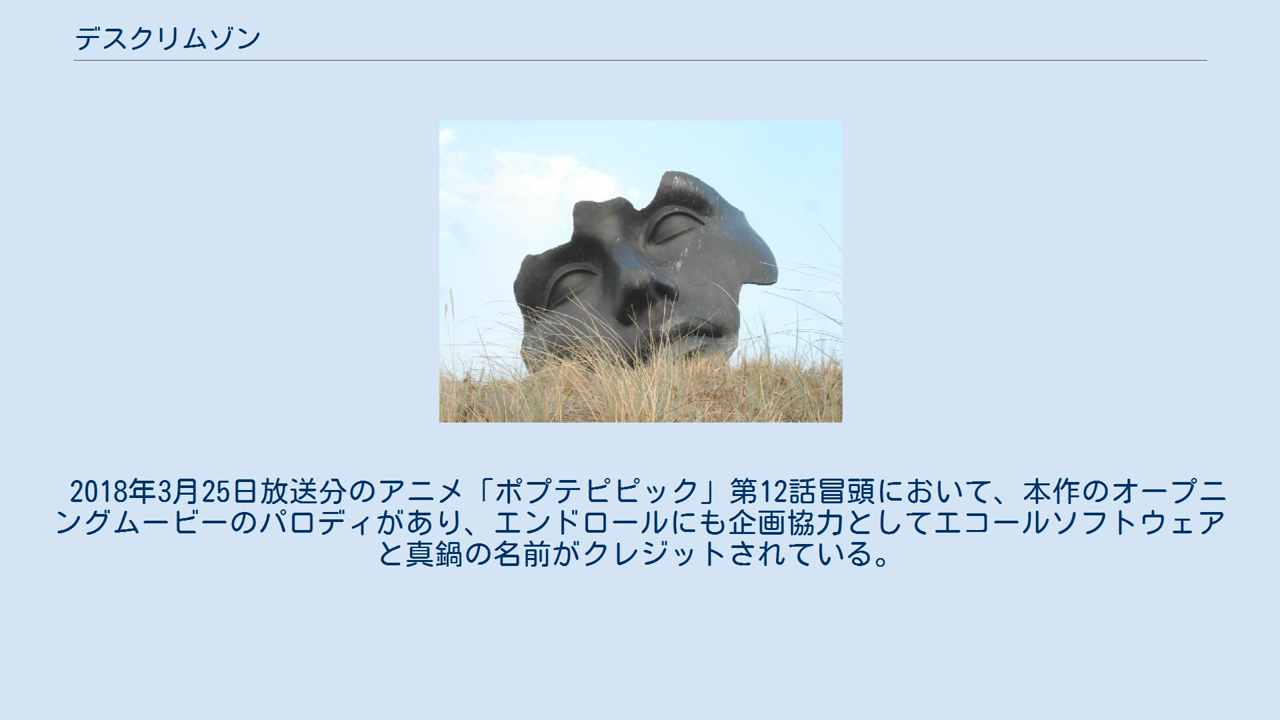 デスクリムゾン
2018年3月25日放送分のアニメ「ポプテピピック」第12話冒頭において、本作のオープニ
ングムービーのパロディがあり、エンドロールにも企画協力としてエコールソフトウェア
と真鍋の名前がクレジットされている。